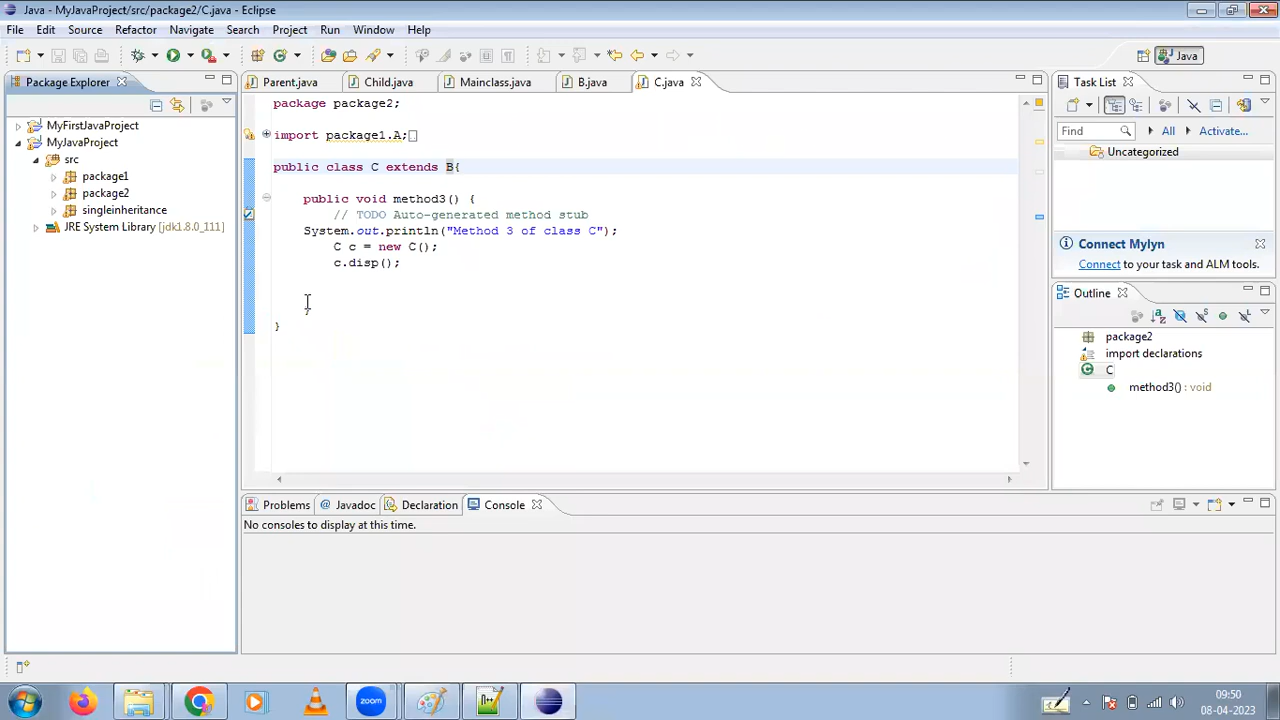 Java - MyJavaProject/src/package2/C.java - Eclipse
File Edit Source Refactor Navigate Search Project Run Window Help
Java
Package Explorer
Parent.java Child.java Mainclass.java B.java C.java
Task List
MyFirstJavaProject
MyJavaProject
src
package1
package2
singleinheritance
JRE System Library [jdk1.8.0_111]
package package2;
import package1.A;
public class C extends B{
public void method3() {
// TODO Auto-generated method stub
System.out.println("Method 3 of class C");
C c = new C();
c.disp();
}
}
Find All Activate...
Uncategorized
Connect Mylyn
Connect to your task and ALM tools.
Outline
package2
import declarations
C
method3() : void
Problems @ Javadoc Declaration Console
No consoles to display at this time.
zoom
09:50
08-04-2023